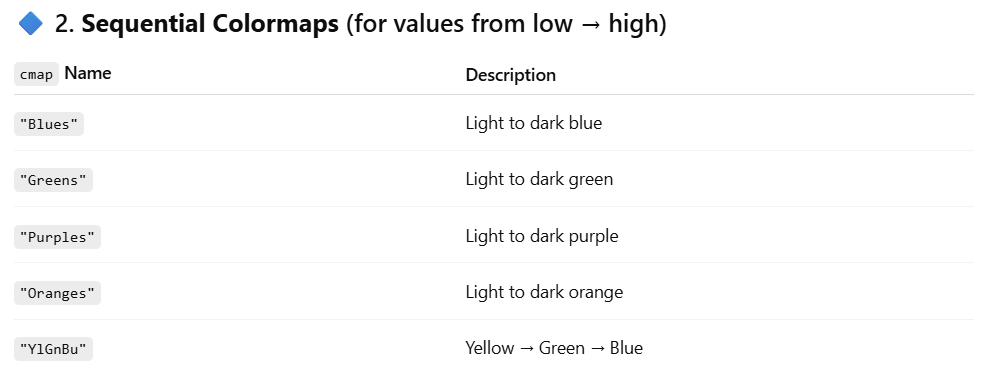 2. Sequential Colormaps (for values from low → high)
cmap Name Description
"Blues" Light to dark blue
"Greens" Light to dark green
"Purples" Light to dark purple
"Oranges" Light to dark orange
"YlGnBu" Yellow → Green → Blue